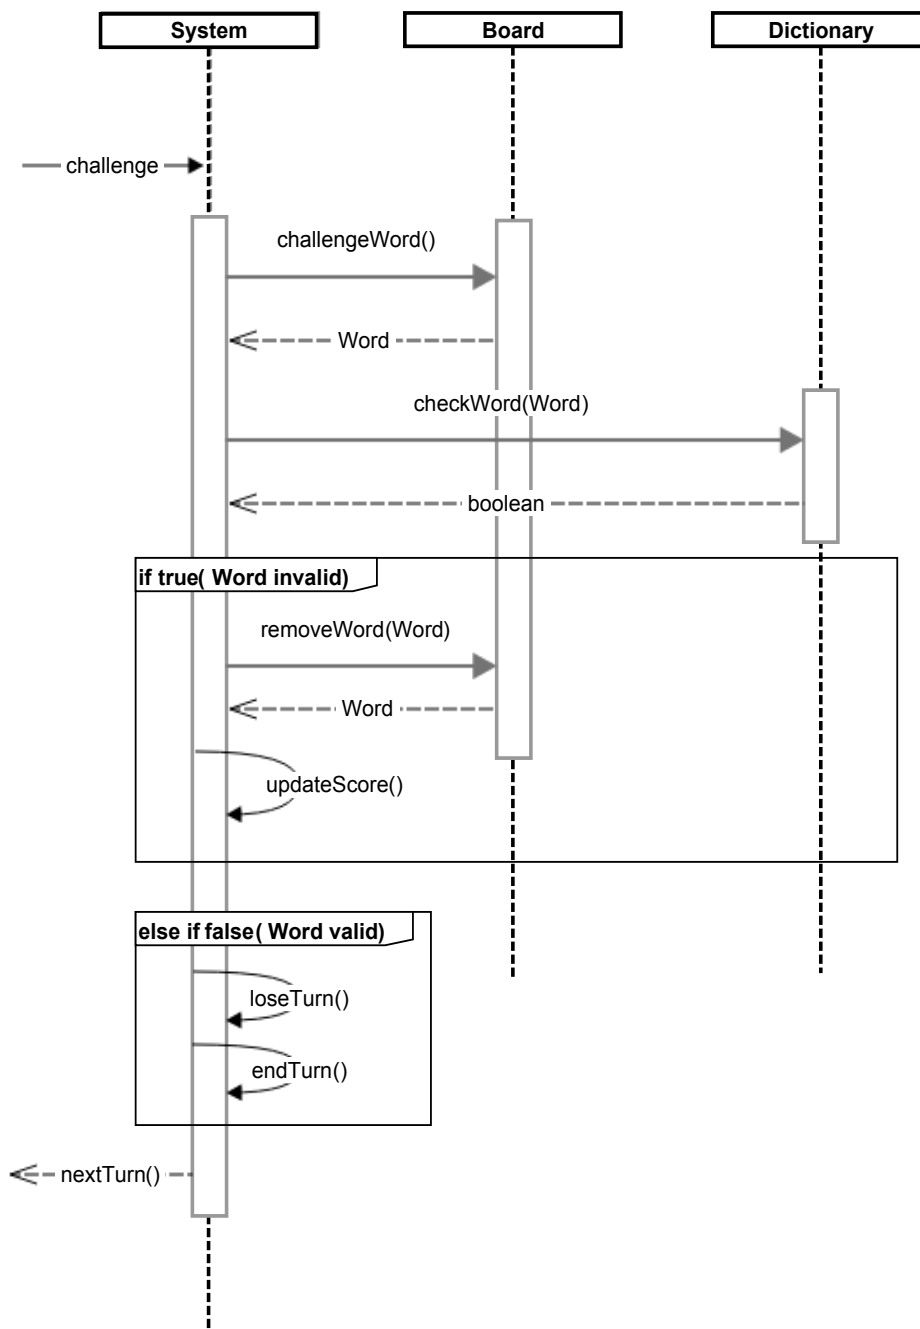 System
Board
Dictionary
challenge
challengeWord()
Word
checkWord(Word)
boolean
if true( Word invalid)
removeWord(Word)
Word
updateScore()
else if false( Word valid)
loseTurn()
endTurn()
nextTurn()